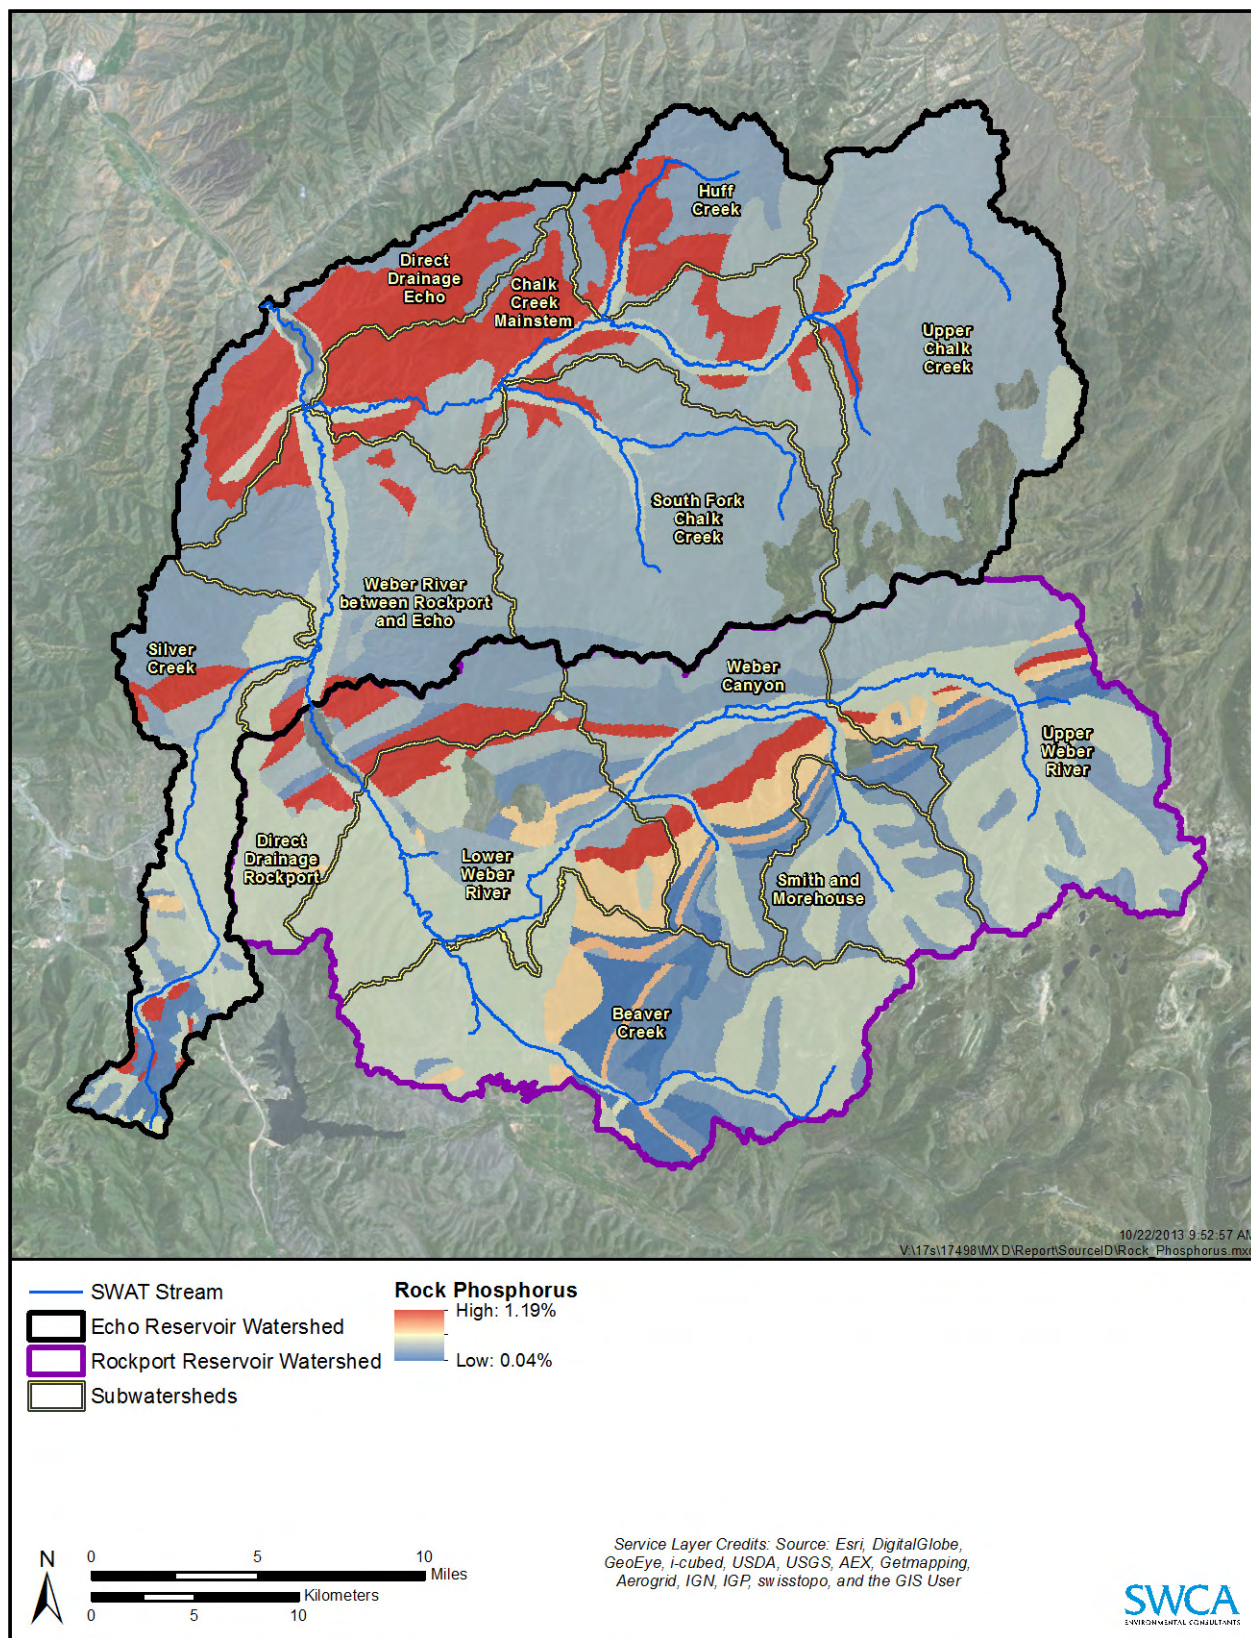 Huff
Creek
Direct
Drainage
Echo
Chalk
Creek
Mainstem
Upper
Chalk
Creek
South Fork
Chalk
Creek
Weber River
between Rockport
and Echo
Silver
Creek
Weber
Canyon
Upper
Weber
River
Direct
Drainage
Rockport
Lower
Weber
River
Smith and
Morehouse
Beaver
Creek
10/22/2013 9:52:57 AM
V:\17s\17498\MXD\Report\SourceID\Rock_Phosphorus.mxd
SWAT Stream
Echo Reservoir Watershed
Rockport Reservoir Watershed
Subwatersheds
Rock Phosphorus
High: 1.19%
Low: 0.04%
N
0 5 10
Miles
Kilometers
0 5 10
Service Layer Credits: Source: Esri, DigitalGlobe,
GeoEye, i-cubed, USDA, USGS, AEX, Getmapping,
Aerogrid, IGN, IGP, swisstopo, and the GIS User
SWCA
ENVIRONMENTAL CONSULTANTS